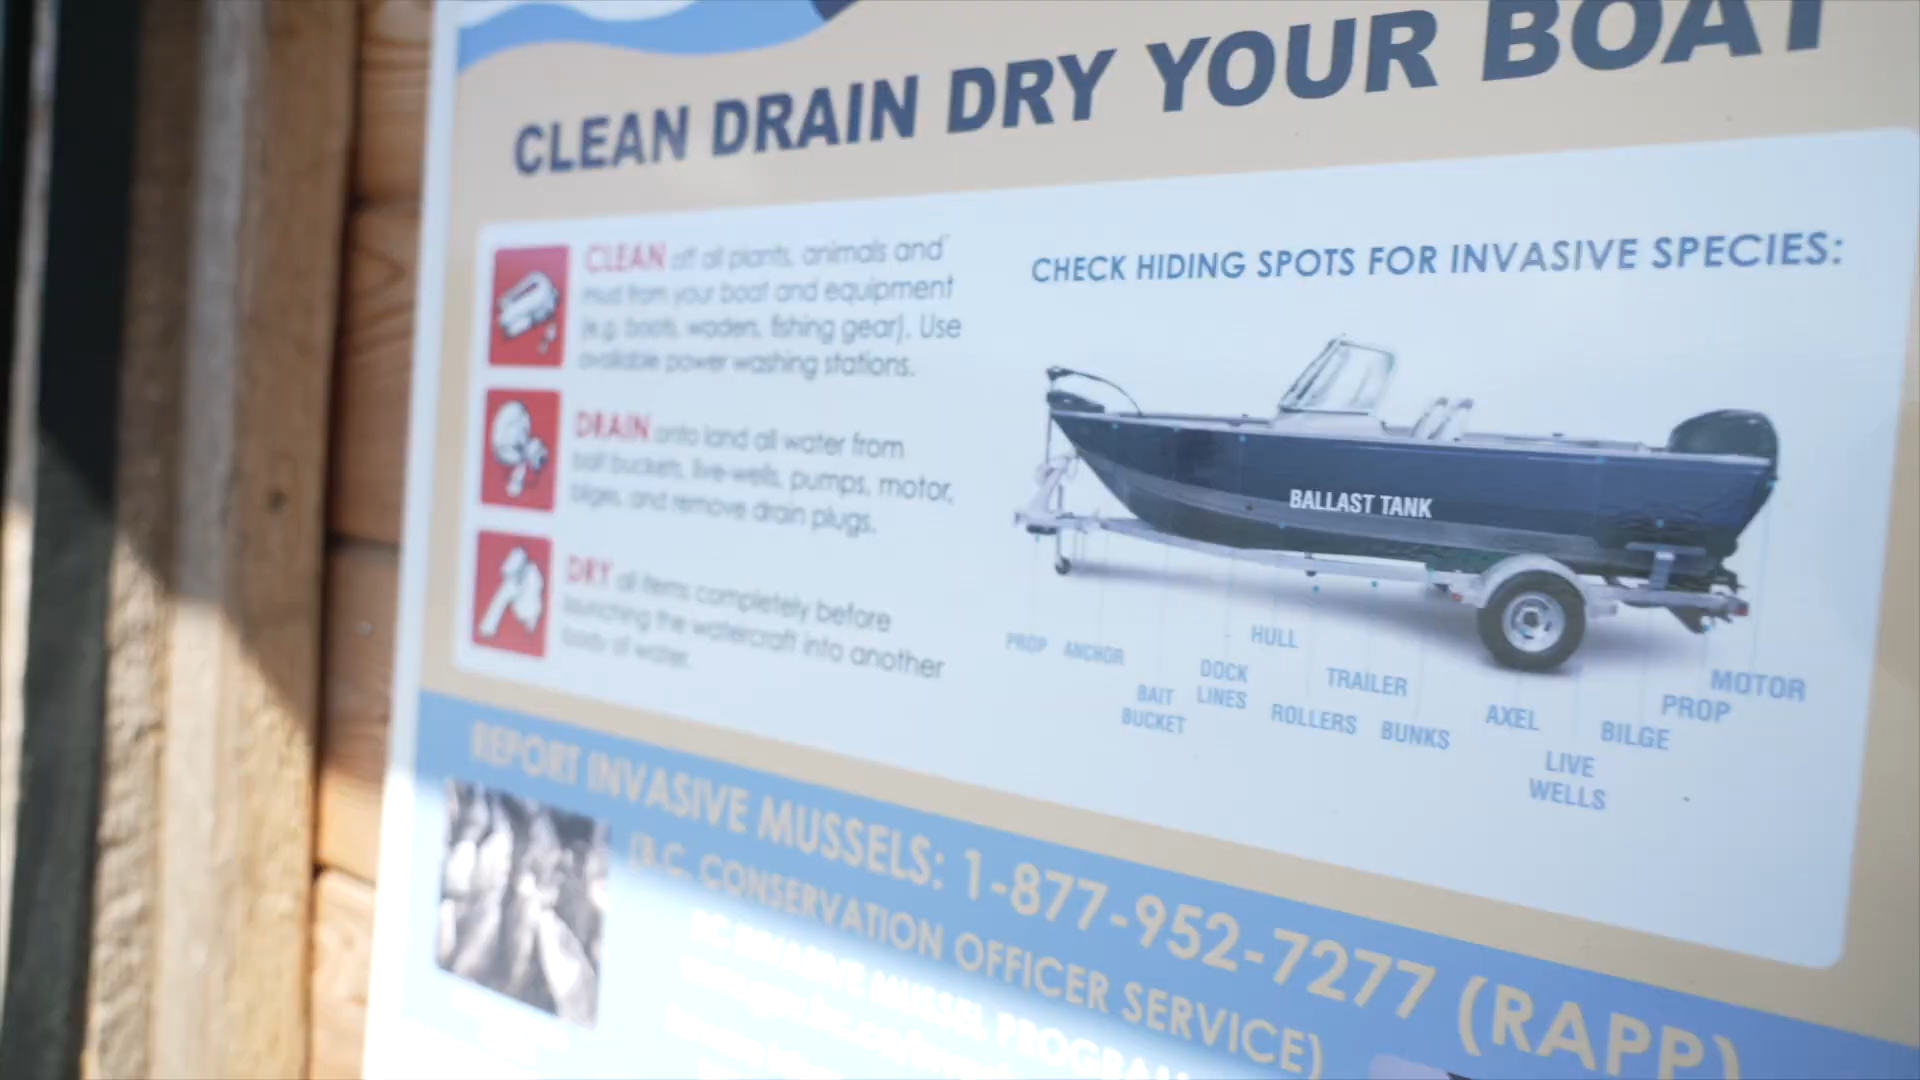 CLEAN DRAIN DRY YOUR BOAT
CLEAN off all plants, animals and
mud from your boat and equipment
(e.g. boots, waders, fishing gear). Use
available power washing stations.
DRAIN onto land all water from
bait buckets, live-wells, pumps, motor,
bilges, and remove drain plugs.
DRY all items completely before
launching the watercraft into another
body of water.
CHECK HIDING SPOTS FOR INVASIVE SPECIES:
BALLAST TANK
PROP
ANCHOR
BAIT
BUCKET
DOCK
LINES
HULL
ROLLERS
TRAILER
BUNKS
AXEL
LIVE
WELLS
BILGE
PROP
MOTOR
REPORT INVASIVE MUSSELS: 1-877-952-7277 (RAPP)
(B.C. CONSERVATION OFFICER SERVICE)
BC INVASIVE MUSSEL PROGRAM